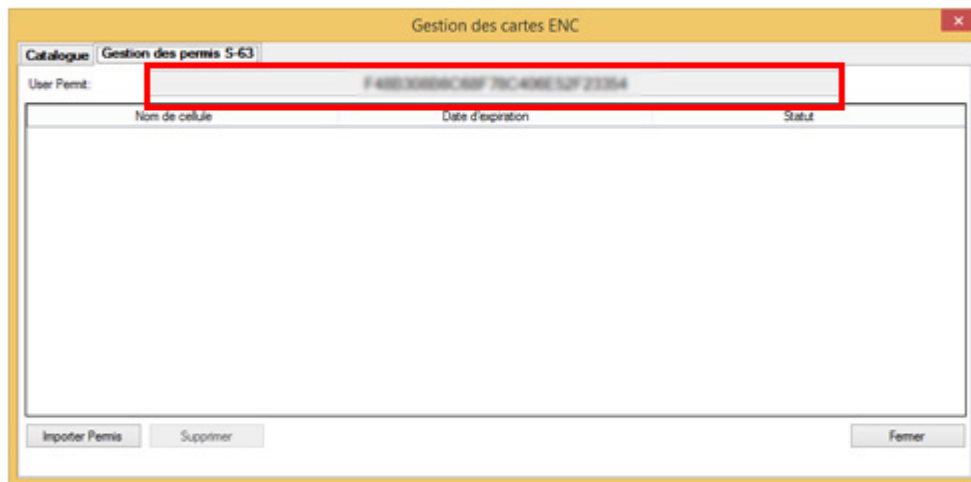 Gestion des cartes ENC
Catalogue Gestion des permis S-63
User Permit:
Nom de cellule Date d'expiration Statut
Importer Permis Supprimer Fermer